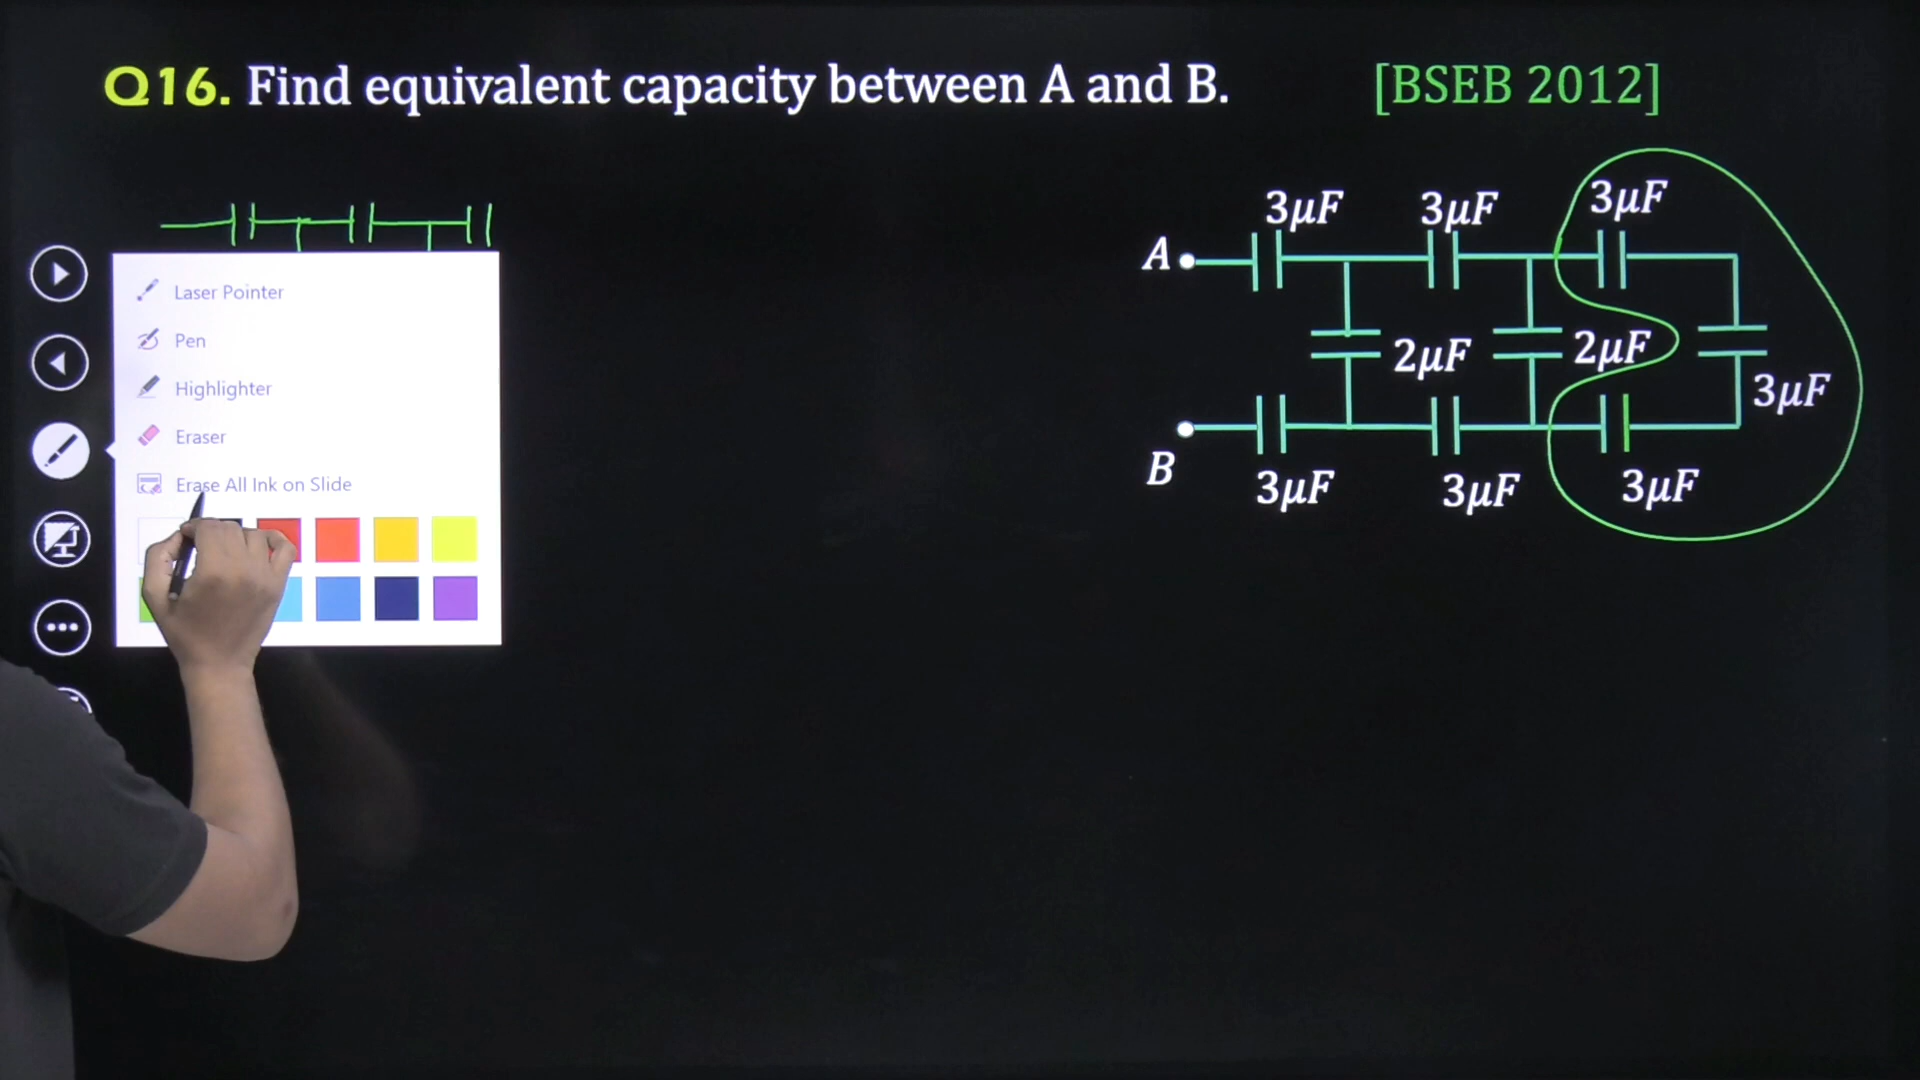 Q16. Find equivalent capacity between A and B. [BSEB 2012]
3μF 3μF 3μF
A
2μF 2μF
3μF
B
3μF 3μF 3μF
Laser Pointer
Pen
Highlighter
Eraser
Erase All Ink on Slide